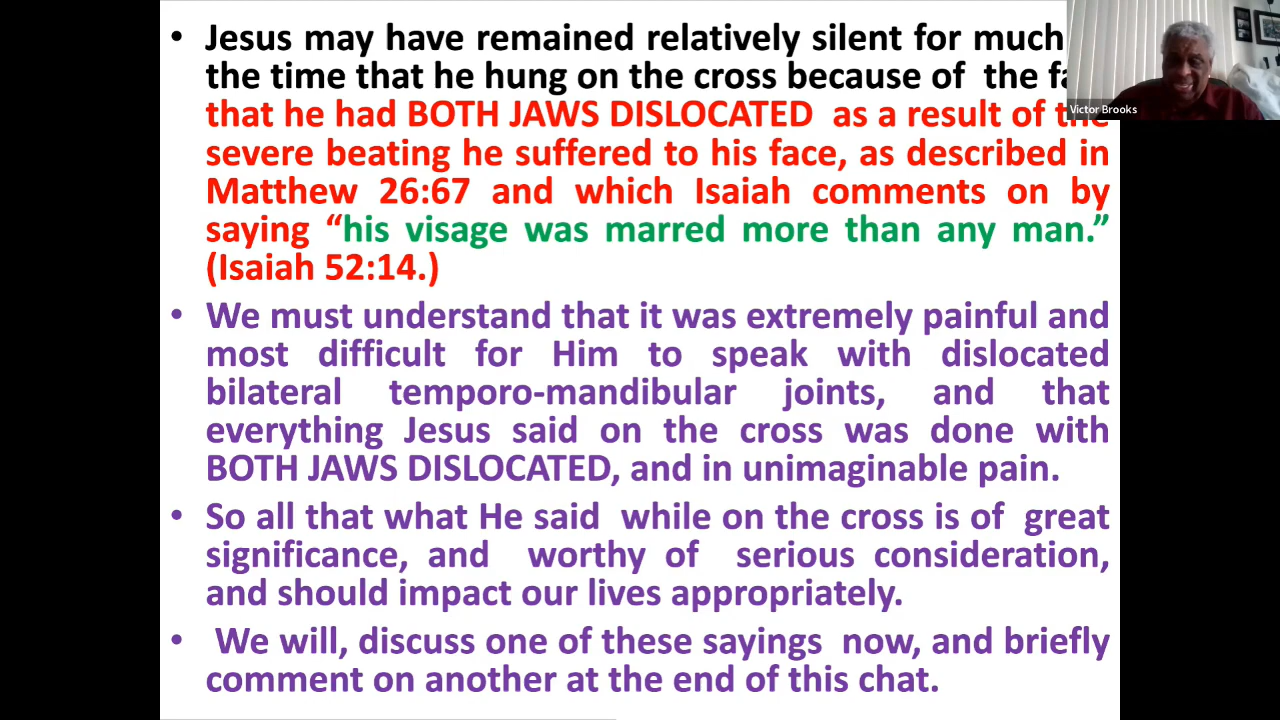 • Jesus may have remained relatively silent for much
the time that he hung on the cross because of the
that he had BOTH JAWS DISLOCATED as a result of the
severe beating he suffered to his face, as described in
Matthew 26:67 and which Isaiah comments on by
saying “his visage was marred more than any man.”
(Isaiah 52:14.)
• We must understand that it was extremely painful and
most difficult for Him to speak with dislocated
bilateral temporo-mandibular joints, and that
everything Jesus said on the cross was done with
BOTH JAWS DISLOCATED, and in unimaginable pain.
• So all that what He said while on the cross is of great
significance, and worthy of serious consideration,
and should impact our lives appropriately.
• We will, discuss one of these sayings now, and briefly
comment on another at the end of this chat.
Victor Brooks